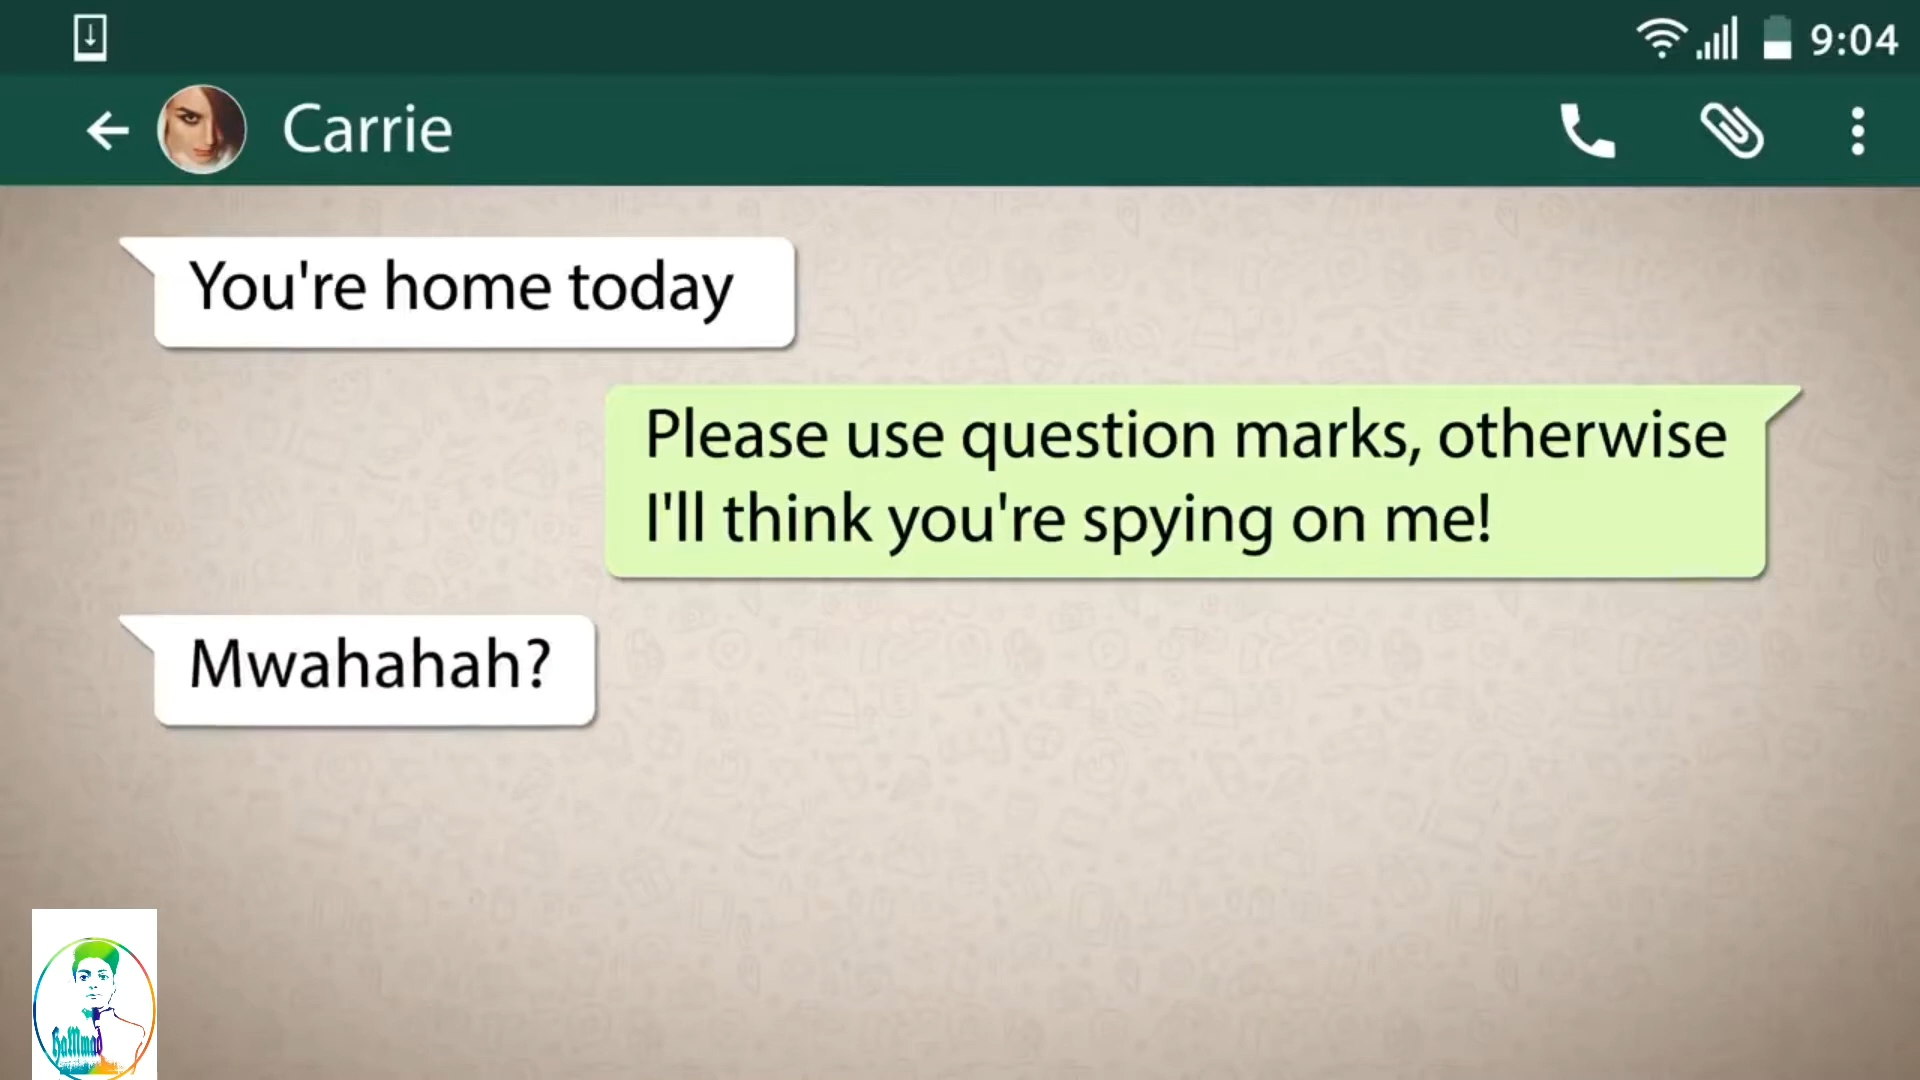 9:04
Carrie
You're home today
Please use question marks, otherwise
I'll think you're spying on me!
Mwahahah?